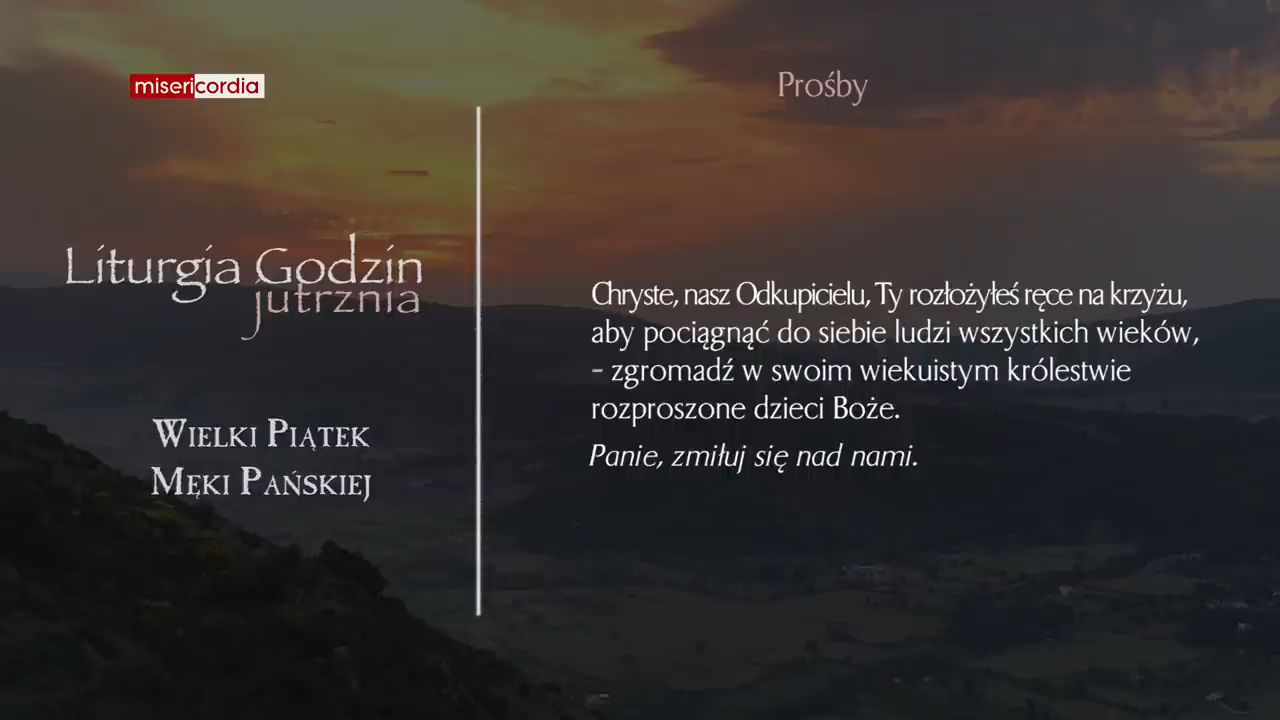 misericordia
Liturgia Godzin
jutrznia
Wielki Piątek
Męki Pańskiej
Prośby
Chryste, nasz Odkupicielu, Ty rozłożyłeś ręce na krzyżu,
aby pociągnąć do siebie ludzi wszystkich wieków,
- zgromadź w swoim wiekuistym królestwie
rozproszone dzieci Boże.
Panie, zmiłuj się nad nami.